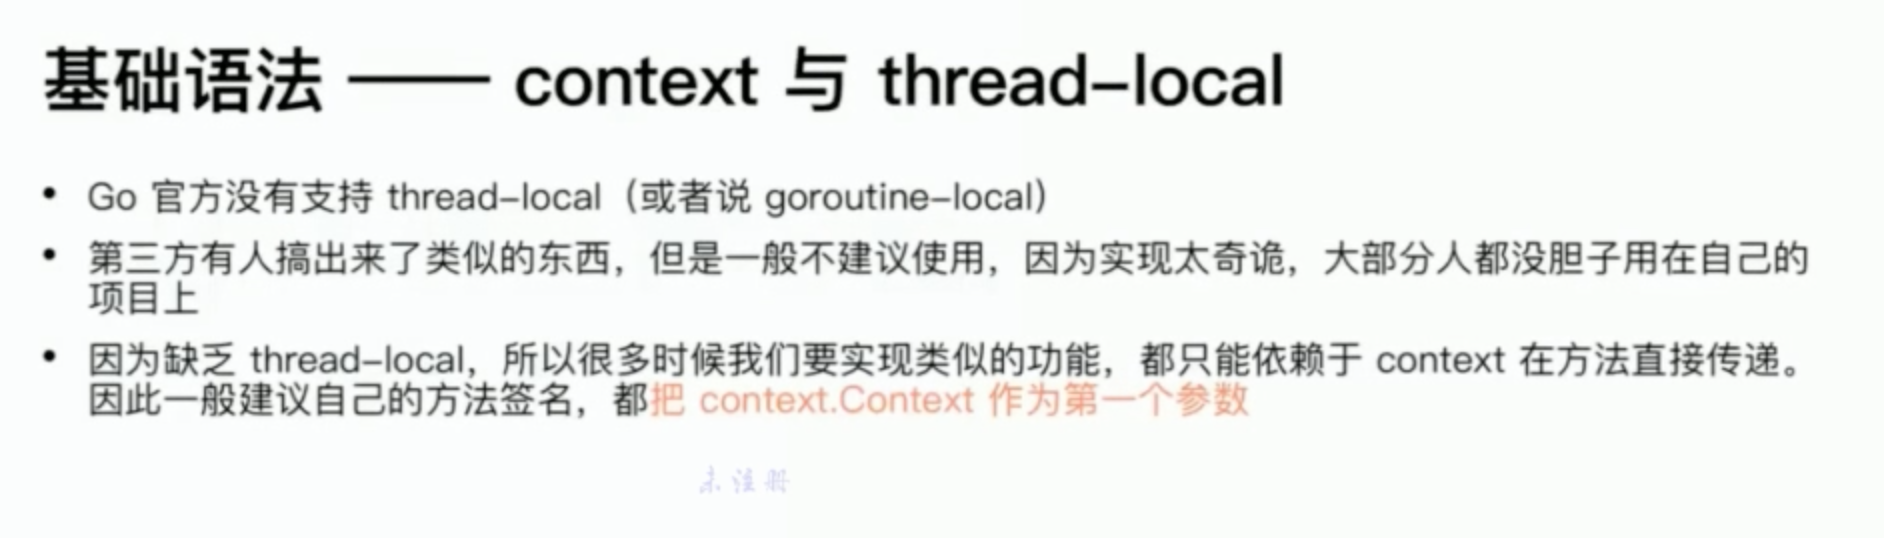 基础语法 —— context 与 thread-local
• Go 官方没有支持 thread-local（或者说 goroutine-local）
• 第三方有人搞出来了类似的东西，但是一般不建议使用，因为实现太奇诡，大部分人都没胆子用在自己的
项目上
• 因为缺乏 thread-local，所以很多时候我们要实现类似的功能，都只能依赖于 context 在方法直接传递。
因此一般建议自己的方法签名，都把 context.Context 作为第一个参数
未注册